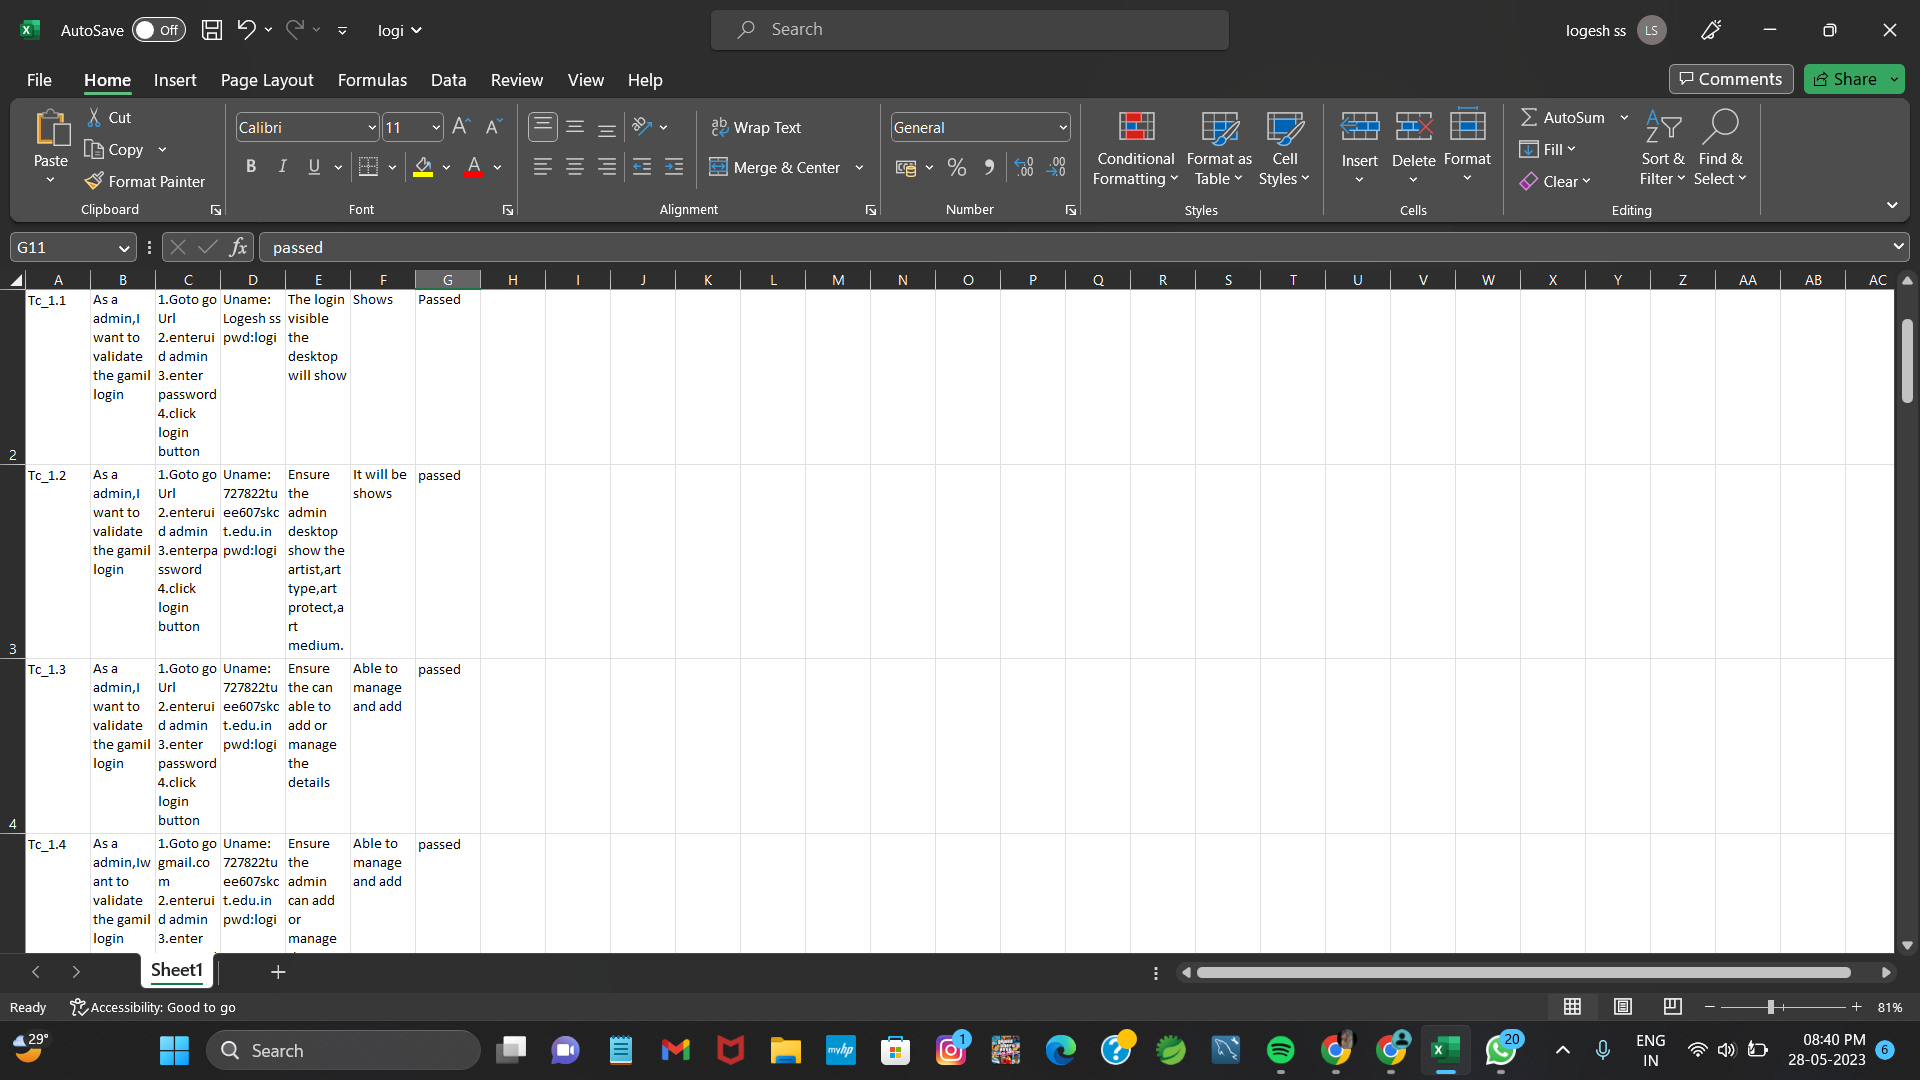 AutoSave Off logi Search logesh ss LS
File Home Insert Page Layout Formulas Data Review View Help Comments Share
Paste Cut Copy Format Painter Clipboard
Calibri 11 B I U Font
Wrap Text Merge & Center Alignment
General % Number
Conditional Formatting Format as Table Cell Styles Styles
Insert Delete Format Cells
AutoSum Fill Clear Sort & Filter Find & Select Editing
G11 fx passed
A B C D E F G H I J K L M N O P Q R S T U V W X Y Z AA AB AC
2
Tc_1.1
As a
admin,I
want to
validate
the gamil
login
1.Goto go
Url
2.enterui
d admin
3.enter
password
4.click
login
button
Uname:
Logesh ss
pwd:logi
The login
visible
the
desktop
will show
Shows
Passed
3
Tc_1.2
As a
admin,I
want to
validate
the gamil
login
1.Goto go
Url
2.enterui
d admin
3.enterpa
ssword
4.click
login
button
Uname:
727822tu
ee607skc
t.edu.in
pwd:logi
Ensure
the
admin
desktop
show the
artist,art
type,art
protect,a
rt
medium.
It will be
shows
passed
4
Tc_1.3
As a
admin,I
want to
validate
the gamil
login
1.Goto go
Url
2.enterui
d admin
3.enter
password
4.click
login
button
Uname:
727822tu
ee607skc
t.edu.in
pwd:logi
Ensure
the can
able to
add or
manage
the
details
Able to
manage
and add
passed
Tc_1.4
As a
admin,Iw
ant to
validate
the gamil
login
1.Goto go
gmail.co
m
2.enterui
d admin
3.enter
Uname:
727822tu
ee607skc
t.edu.in
pwd:logi
Ensure
the
admin
can add
or
manage
Able to
manage
and add
passed
Sheet1
Ready Accessibility: Good to go 81%
29° Search myhp 1 20 ENG
IN
08:40 PM
28-05-2023 6